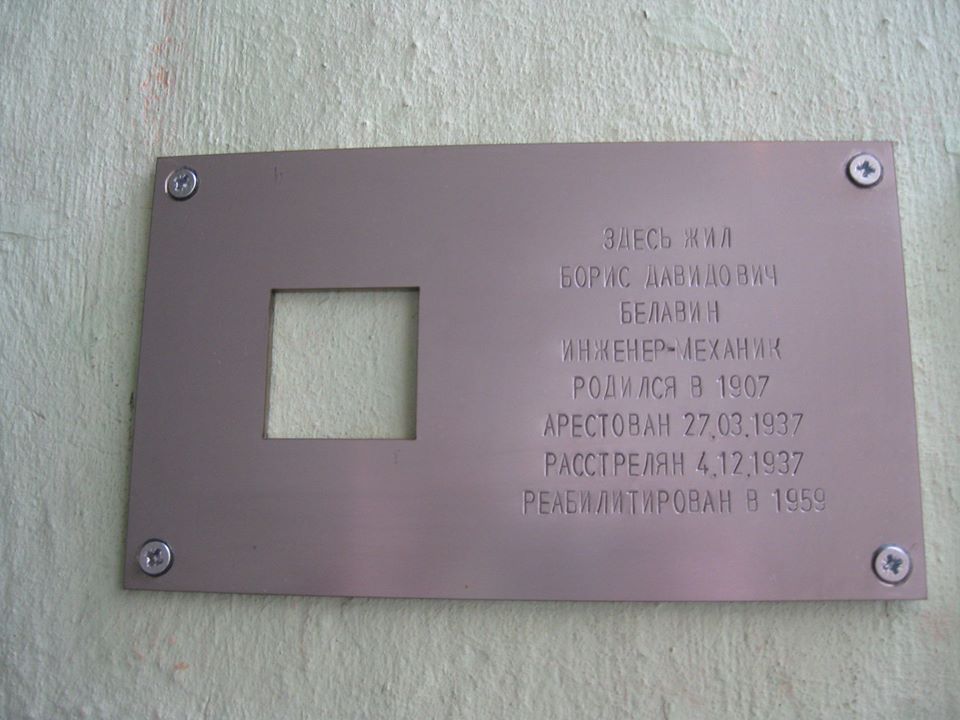 ЗДЕСЬ ЖИЛ
БОРИС ДАВИДОВИЧ
БЕЛАВИН
ИНЖЕНЕР-МЕХАНИК
РОДИЛСЯ В 1907
АРЕСТОВАН 27.03.1937
РАССТРЕЛЯН 4.12.1937
РЕАБИЛИТИРОВАН В 1959